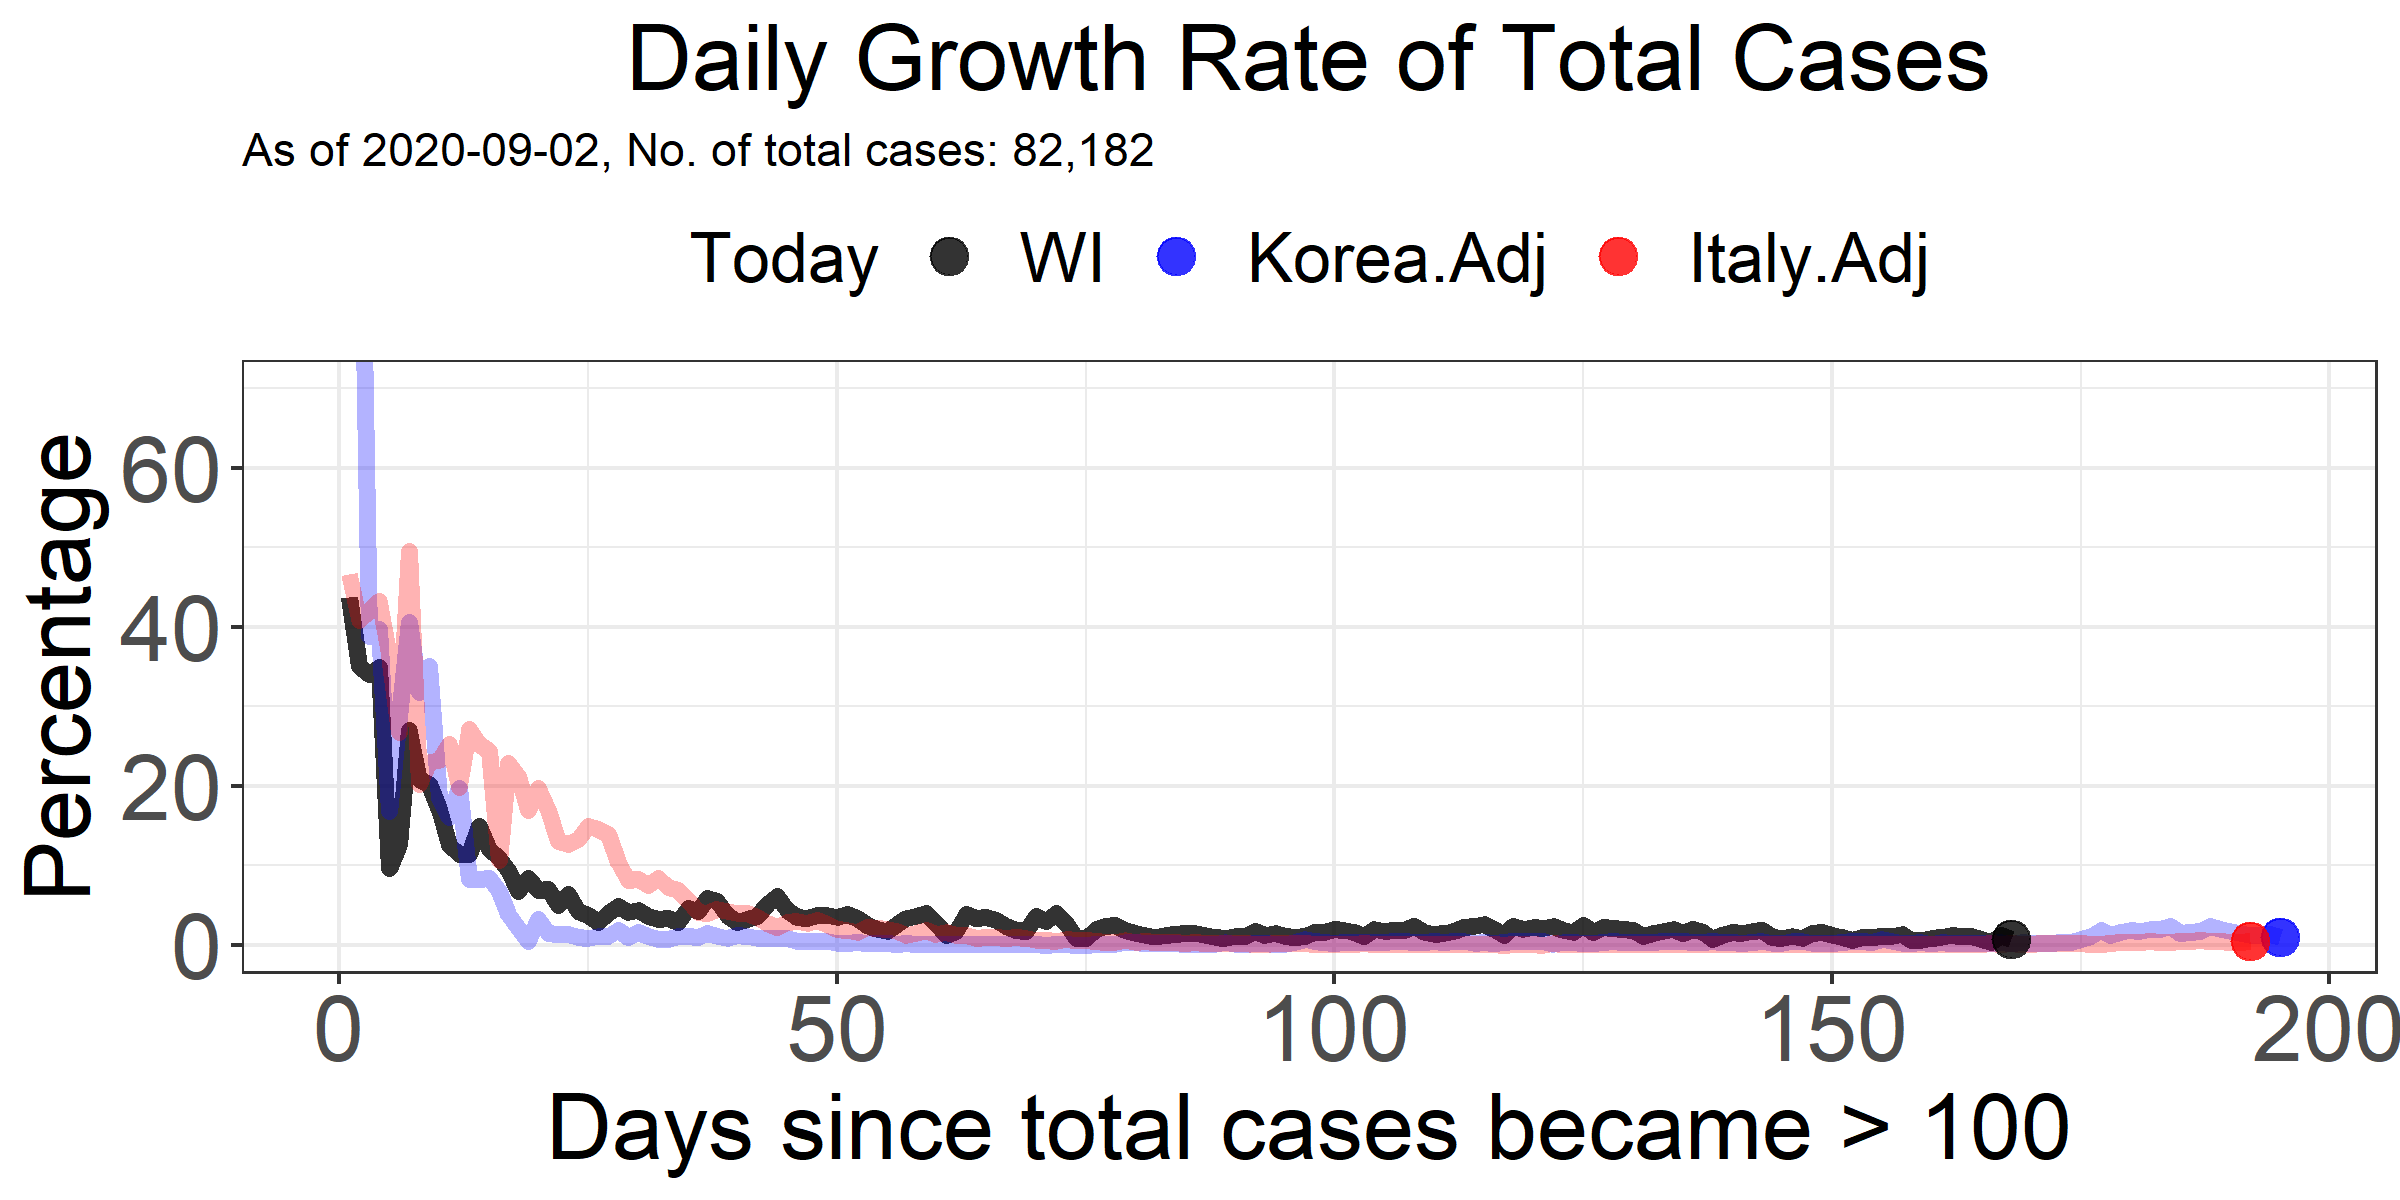 Daily Growth Rate of Total Cases
As of 2020-09-02, No. of total cases: 82,182
Today WI Korea.Adj Italy.Adj
Percentage
60
40
20
0
0 50 100 150 200
Days since total cases became > 100